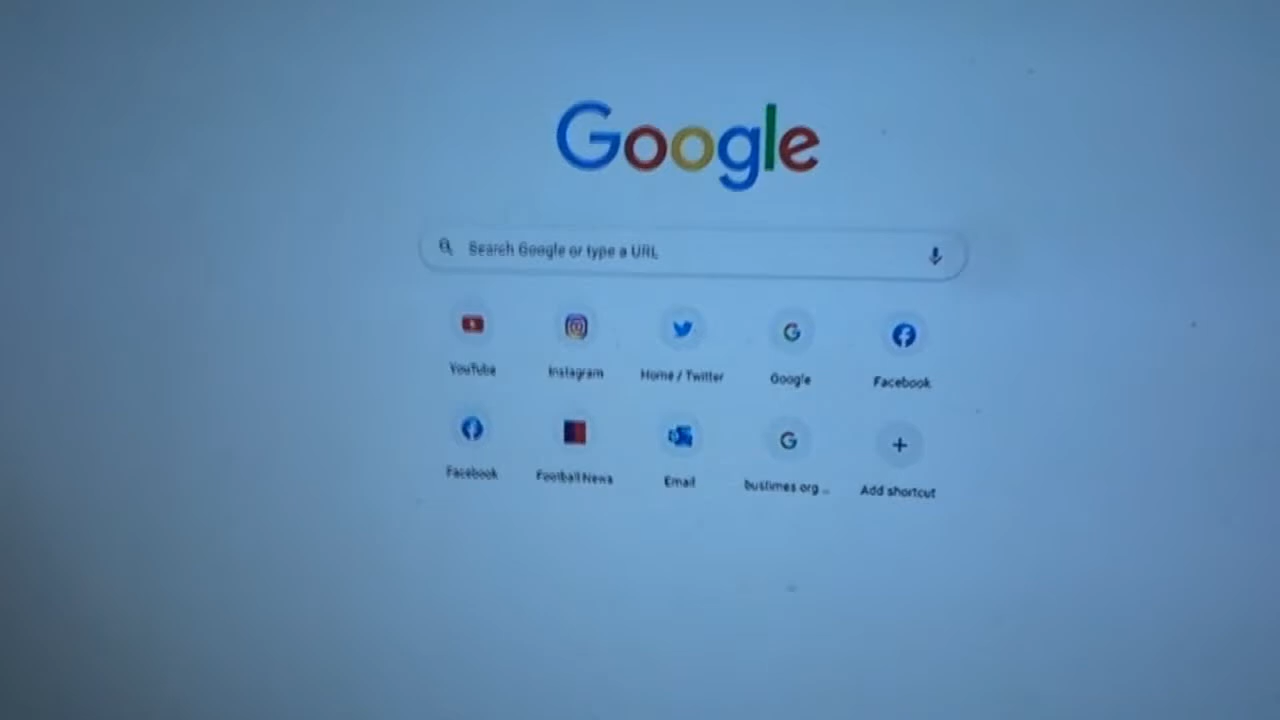 Google
Search Google or type a URL
YouTube
Instagram
Home / Twitter
Google
Facebook
Facebook
Football News
Email
bustimes org ...
Add shortcut